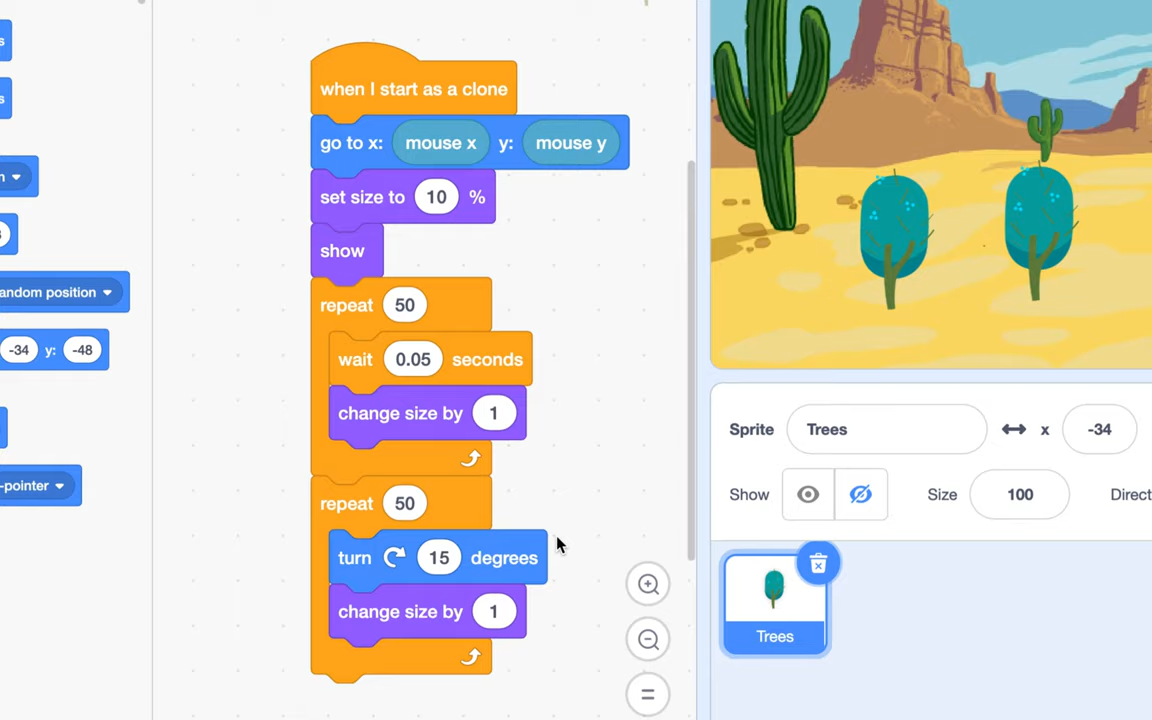 s
when I start as a clone
s
go to x: mouse x y: mouse y
n
set size to 10 %
show
andom position
repeat 50
-34 y: -48
wait 0.05 seconds
change size by 1
-pointer
repeat 50
turn 15 degrees
change size by 1
Sprite Trees x -34
Show Size 100 Direct
Trees